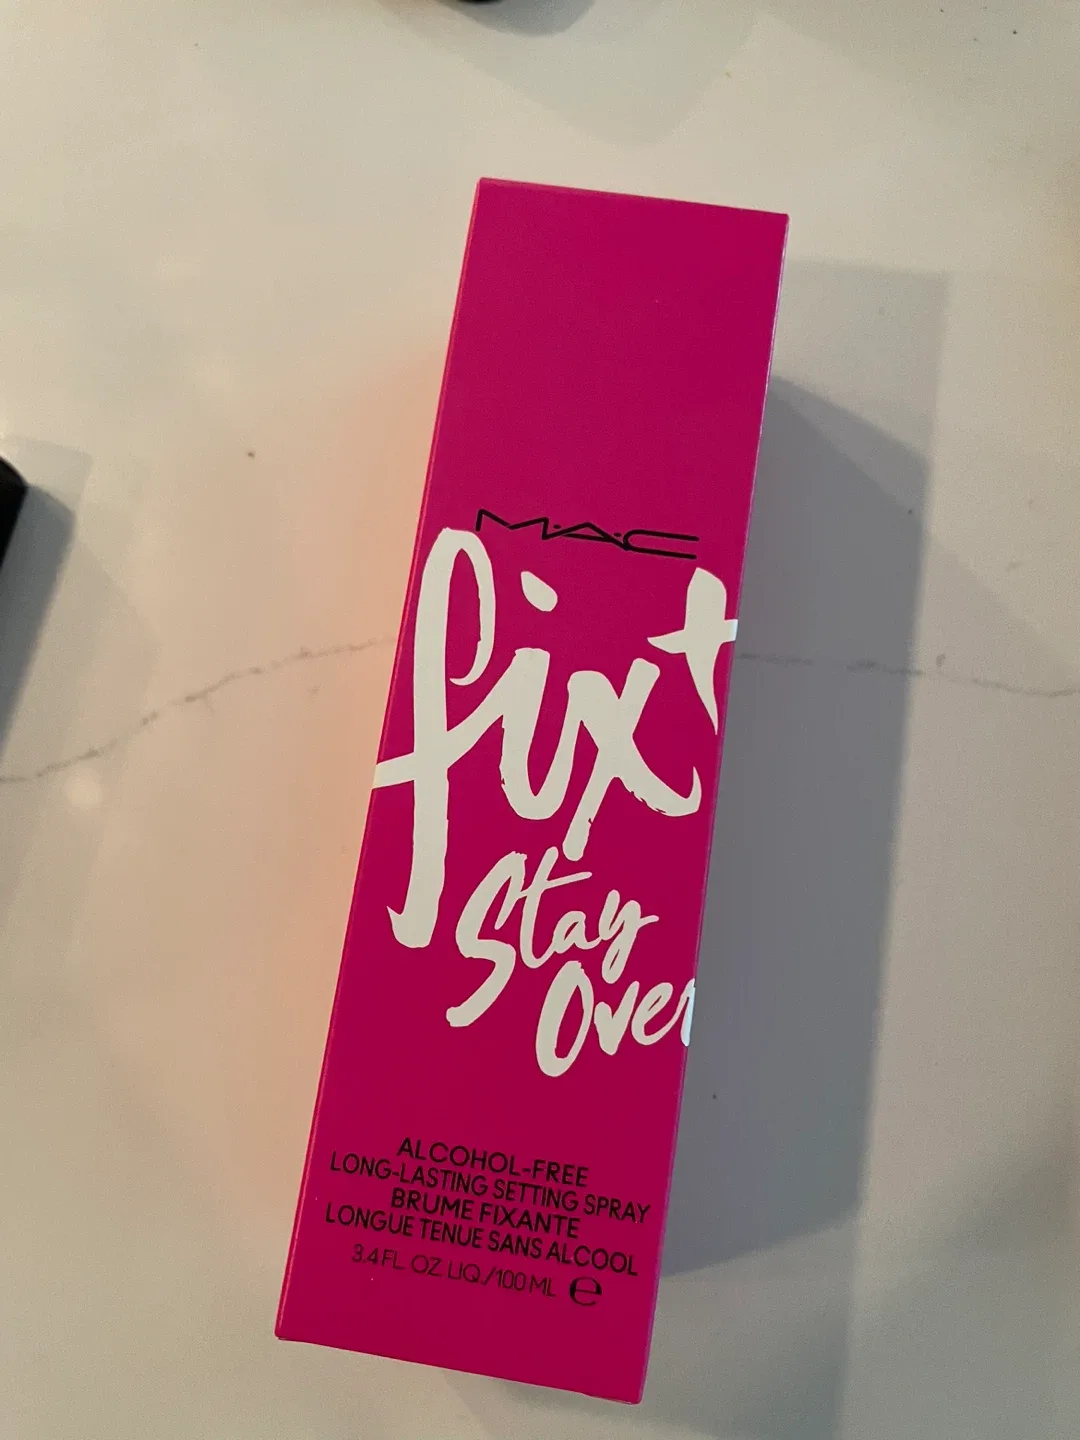 M·A·C
fix+
Stay
Over
ALCOHOL-FREE
LONG-LASTING SETTING SPRAY
BRUME FIXANTE
LONGUE TENUE SANS ALCOOL
3.4 FL. OZ. LIQ./100 ML ℮